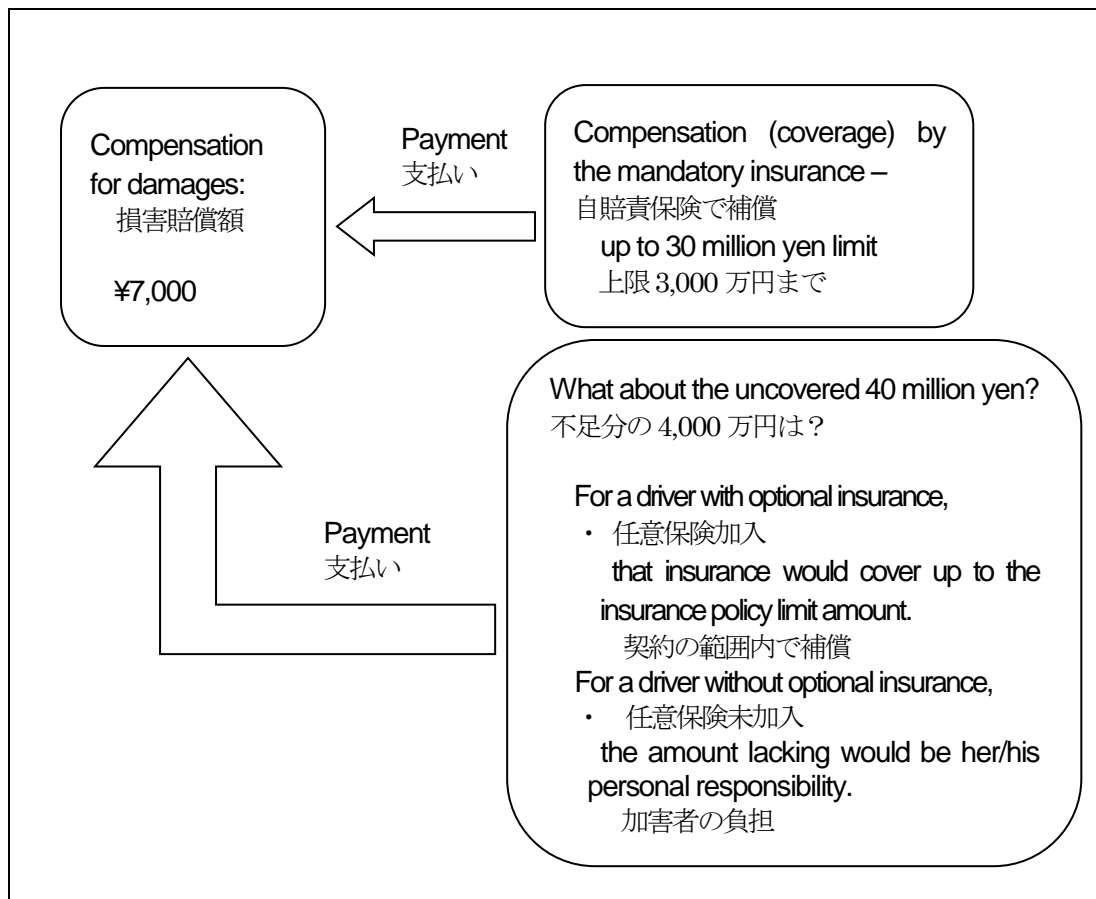 Compensation
for damages:
損害賠償額
¥7,000
Payment
支払い
Compensation (coverage) by
the mandatory insurance –
自賠責保険で補償
up to 30 million yen limit
上限 3,000 万円まで
What about the uncovered 40 million yen?
不足分の 4,000 万円は？
For a driver with optional insurance,
・ 任意保険加入
that insurance would cover up to the
insurance policy limit amount.
契約の範囲内で補償
For a driver without optional insurance,
・ 任意保険未加入
the amount lacking would be her/his
personal responsibility.
加害者の負担
Payment
支払い